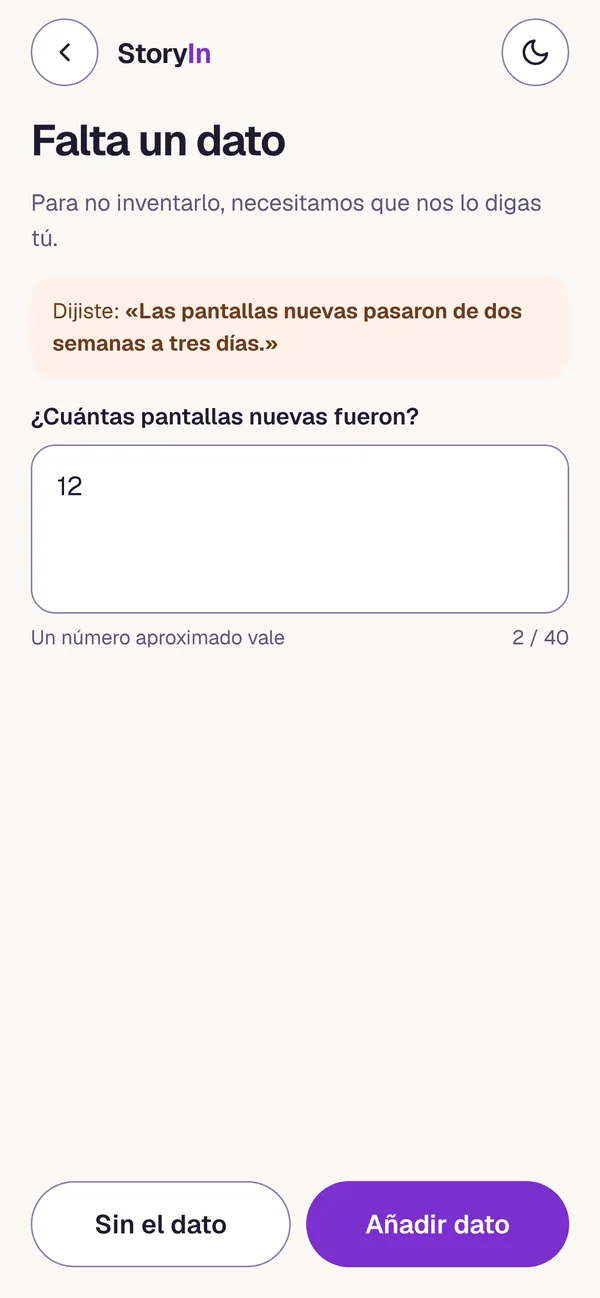 StoryIn
Falta un dato
Para no inventarlo, necesitamos que nos lo digas
tú.
Dijiste: «Las pantallas nuevas pasaron de dos
semanas a tres días.»
¿Cuántas pantallas nuevas fueron?
12
Un número aproximado vale
2 / 40
Sin el dato
Añadir dato